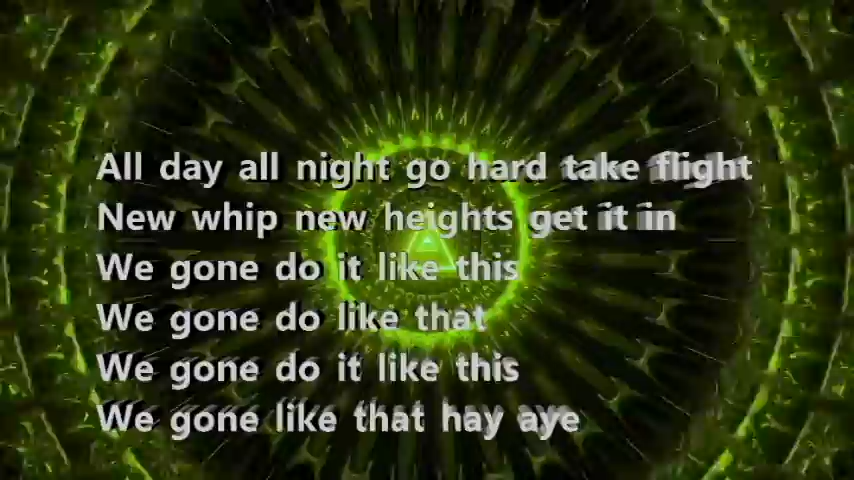 All day all night go hard take flight
New whip new heights get it in
We gone do it like this
We gone do like that
We gone do it like this
We gone like that hay aye